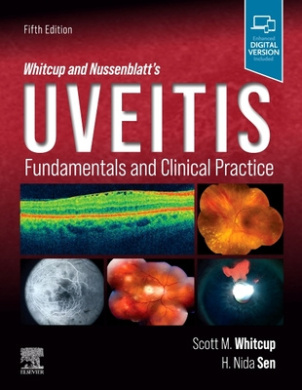 Fifth Edition
Enhanced
DIGITAL
VERSION
Included
Whitcup and Nussenblatt's
UVEITIS
Fundamentals and Clinical Practice
Scott M. Whitcup
H. Nida Sen
ELSEVIER